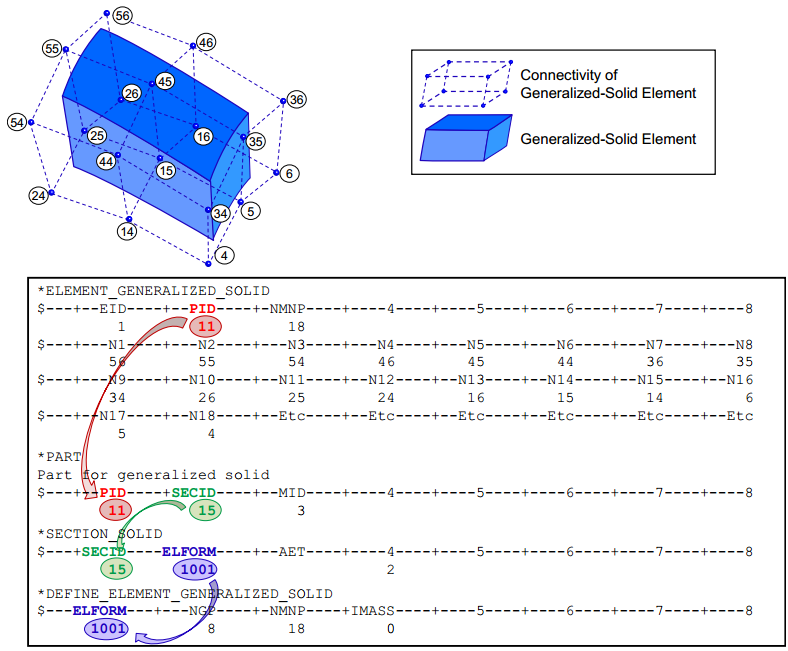 56
46
55
45
26
36
54
25
16
35
44
15
6
24
34
5
14
4
Connectivity of
Generalized-Solid Element
Generalized-Solid Element
*ELEMENT_GENERALIZED_SOLID
$---+--EID----+---PID----+-NMNP----+----4----+----5----+----6----+----7----+----8
1 11 18
$---+---N1----+---N2----+---N3----+---N4----+---N5----+---N6----+---N7----+---N8
56 55 54 46 45 44 36 35
$---+---N9----+--N10----+--N11----+--N12----+--N13----+--N14----+--N15----+--N16
34 26 25 24 16 15 14 6
$---+--N17----+--N18----+--Etc----+--Etc----+--Etc----+--Etc----+--Etc----+--Etc
5 4
*PART
Part for generalized solid
$---+--PID----+SECID----+--MID----+----4----+----5----+----6----+----7----+----8
11 15 3
*SECTION_SOLID
$---+SECID----ELFORM----+--AET----+----4----+----5----+----6----+----7----+----8
15 1001 2
*DEFINE_ELEMENT_GENERALIZED_SOLID
$---ELFORM----+--NGP----+-NMNP----+IMASS----+----5----+----6----+----7----+----8
1001 8 18 0